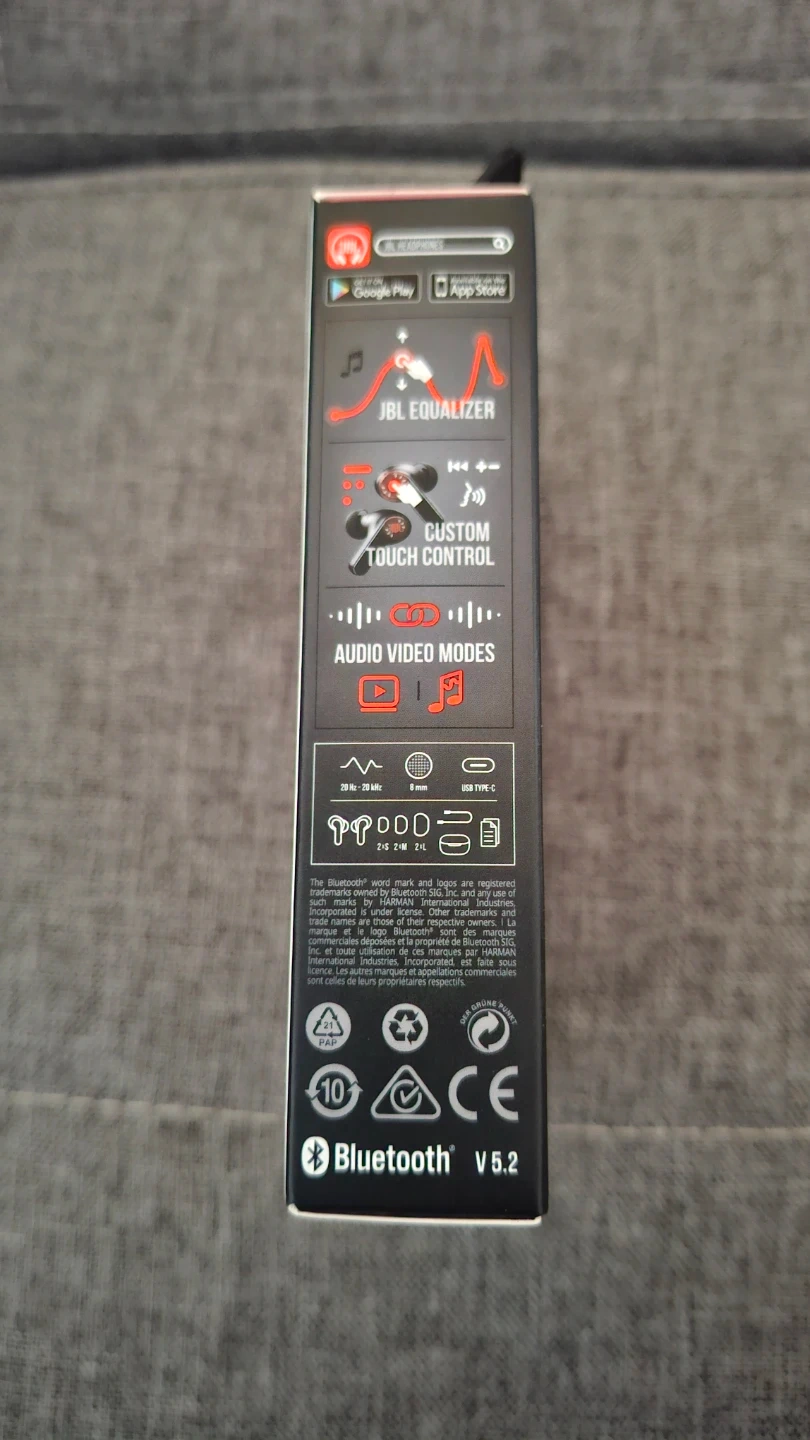 JBL
JBL HEADPHONES
GET IT ON
Google Play
Available on the
App Store
JBL EQUALIZER
CUSTOM
TOUCH CONTROL
AUDIO VIDEO MODES
20 Hz - 20 kHz
8 mm
USB TYPE-C
2×S 2×M 2×L
The Bluetooth® word mark and logos are registered
trademarks owned by Bluetooth SIG, Inc. and any use of
such marks by HARMAN International Industries,
Incorporated is under license. Other trademarks and
trade names are those of their respective owners. | La
marque et le logo Bluetooth® sont des marques
commerciales déposées et la propriété de Bluetooth SIG,
Inc. et toute utilisation de ces marques par HARMAN
International Industries, Incorporated, est faite sous
licence. Les autres marques et appellations commerciales
sont celles de leurs propriétaires respectifs.
21
PAP
DER GRÜNE PUNKT
10
CE
Bluetooth® V 5.2